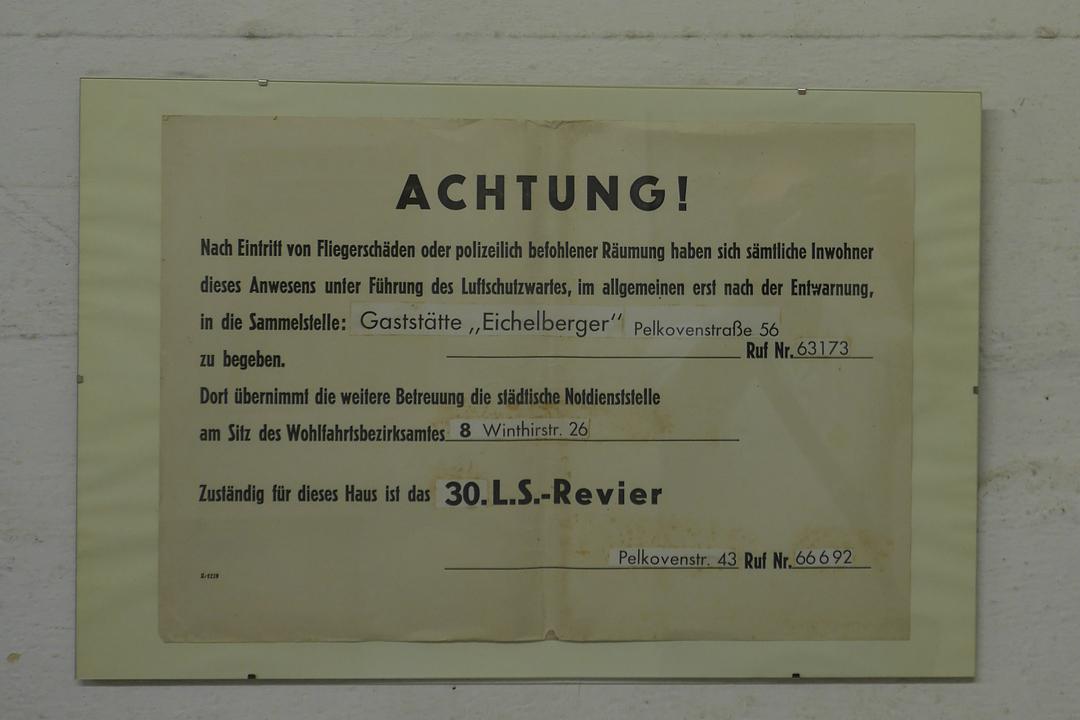 ACHTUNG!
Nach Eintritt von Fliegerschäden oder polizeilich befohlener Räumung haben sich sämtliche Inwohner
dieses Anwesens unter Führung des Luftschutzwartes, im allgemeinen erst nach der Entwarnung,
in die Sammelstelle: Gaststätte „Eichelberger“ Pelkovenstraße 56
zu begeben. Ruf Nr. 63173
Dort übernimmt die weitere Betreuung die städtische Notdienststelle
am Sitz des Wohlfahrtsbezirksamtes 8 Winthirstr. 26
Zuständig für dieses Haus ist das 30. L.S.-Revier
Pelkovenstr. 43 Ruf Nr. 66692